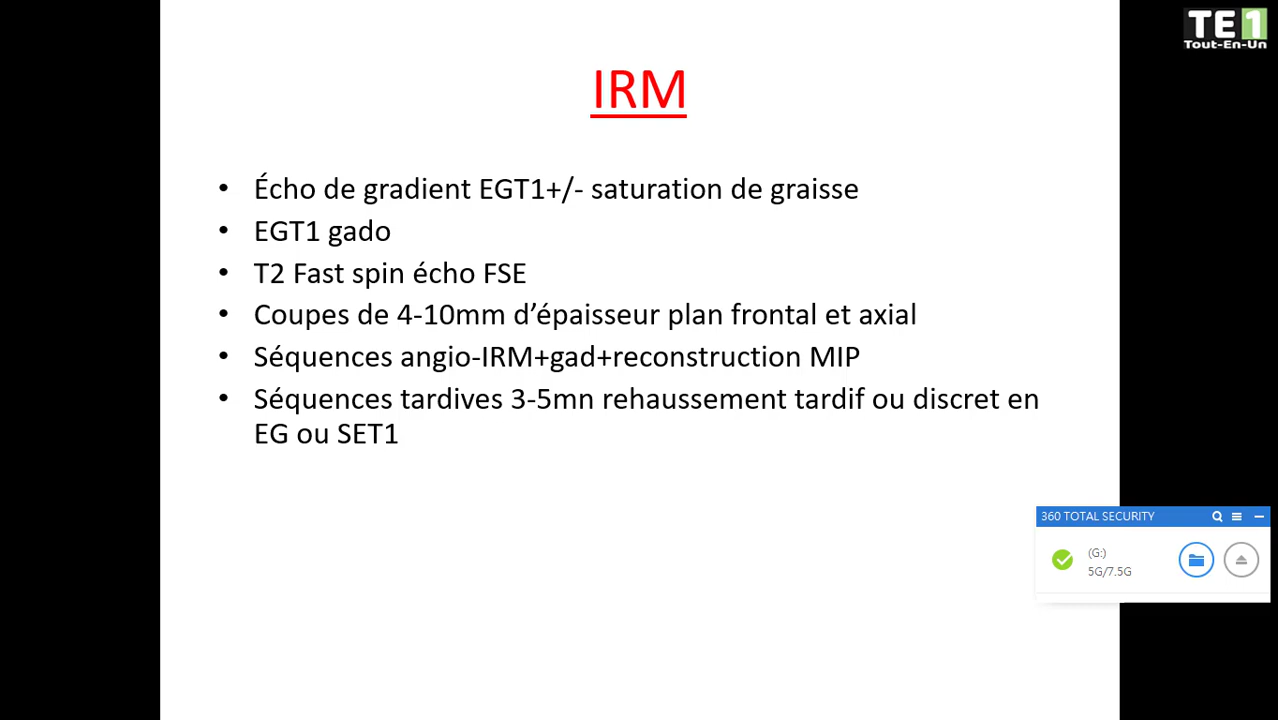 TE1
Tout-En-Un
IRM
• Écho de gradient EGT1+/- saturation de graisse
• EGT1 gado
• T2 Fast spin écho FSE
• Coupes de 4-10mm d’épaisseur plan frontal et axial
• Séquences angio-IRM+gad+reconstruction MIP
• Séquences tardives 3-5mn rehaussement tardif ou discret en
EG ou SET1
360 TOTAL SECURITY
(G:)
5G/7.5G